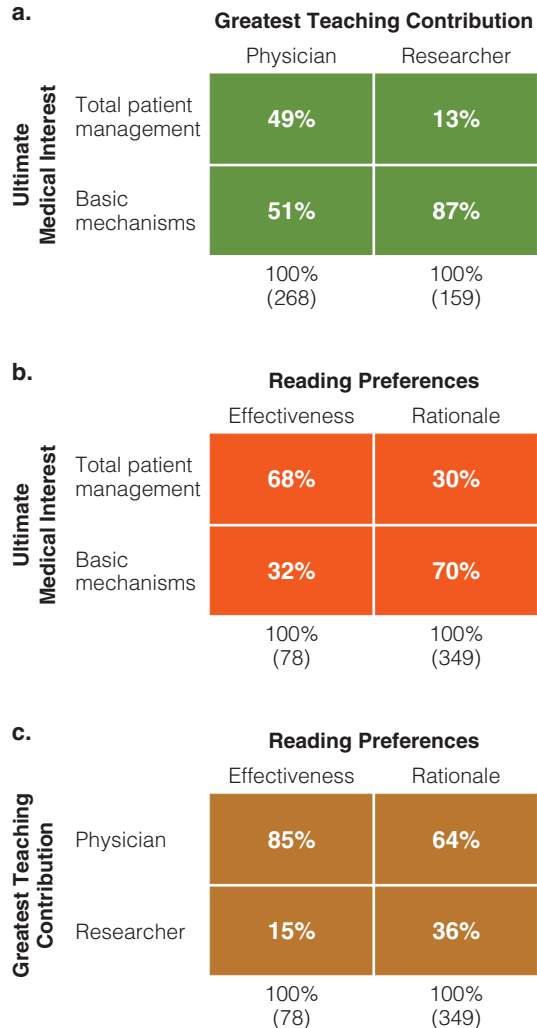 a.
Greatest Teaching Contribution
Physician
Researcher
Ultimate
Medical Interest
Total patient
management
49%
13%
Basic
mechanisms
51%
87%
100%
(268)
100%
(159)
b.
Reading Preferences
Effectiveness
Rationale
Ultimate
Medical Interest
Total patient
management
68%
30%
Basic
mechanisms
32%
70%
100%
(78)
100%
(349)
c.
Reading Preferences
Effectiveness
Rationale
Greatest Teaching
Contribution
Physician
85%
64%
Researcher
15%
36%
100%
(78)
100%
(349)